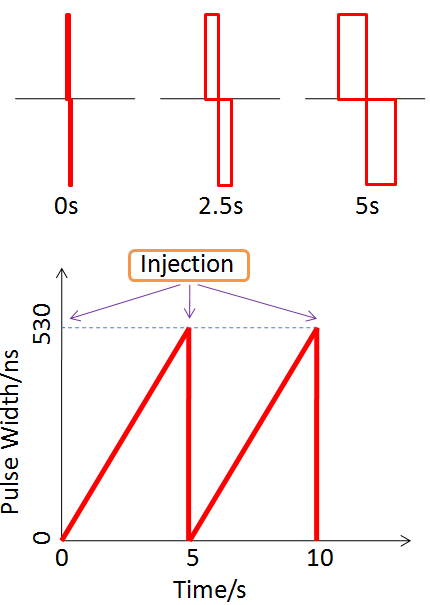 0s 2.5s 5s
Injection
530
Pulse Width/ns
0
0 5 10
Time/s